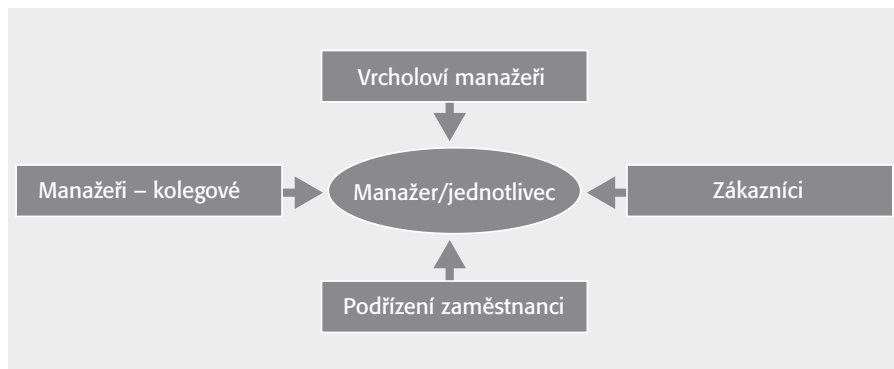 Vrcholoví manažeři
Manažeři – kolegové
Manažer/jednotlivec
Zákazníci
Podřízení zaměstnanci